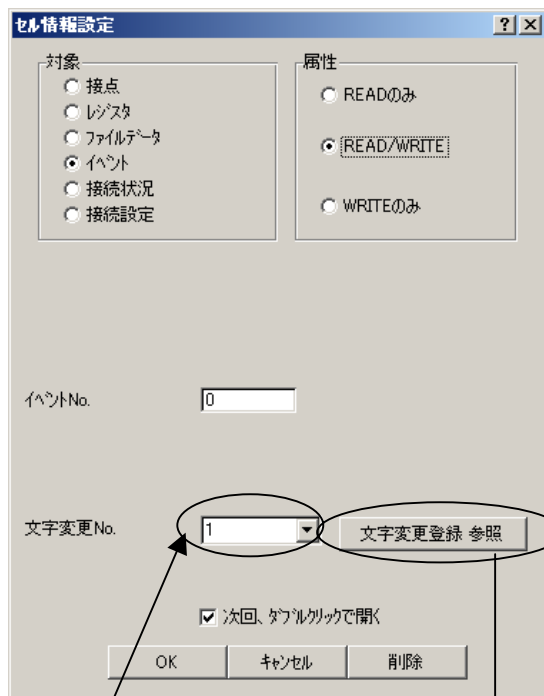 セル情報設定
対象
接点
レジスタ
ファイルデータ
イベント
接続状況
接続設定
属性
READのみ
READ/WRITE
WRITEのみ
イベントNo.
0
文字変更No.
1
文字変更登録 参照
次回、ダブルクリックで開く
OK
キャンセル
削除